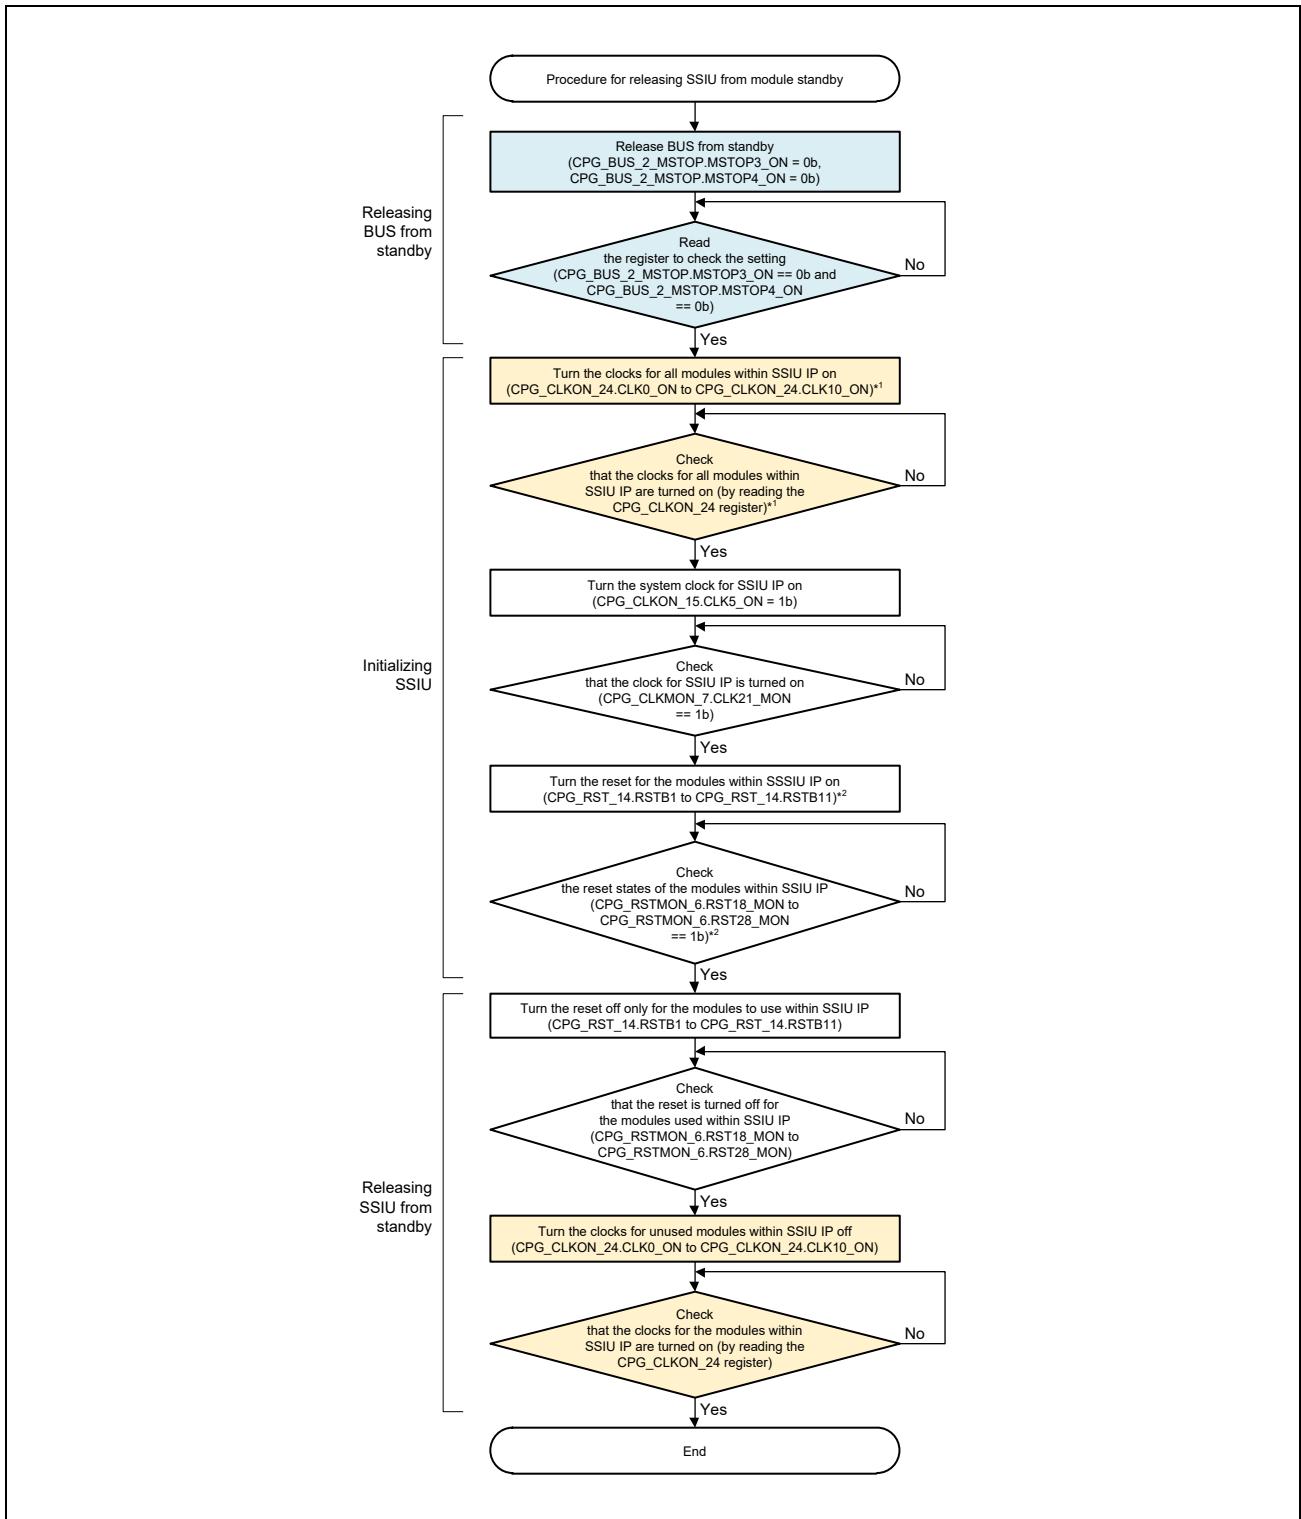 Procedure for releasing SSIU from module standby
Releasing
BUS from
standby
Release BUS from standby
(CPG_BUS_2_MSTOP.MSTOP3_ON = 0b,
CPG_BUS_2_MSTOP.MSTOP4_ON = 0b)
Read
the register to check the setting
(CPG_BUS_2_MSTOP.MSTOP3_ON == 0b and
CPG_BUS_2_MSTOP.MSTOP4_ON
== 0b)
No
Yes
Initializing
SSIU
Turn the clocks for all modules within SSIU IP on
(CPG_CLKON_24.CLK0_ON to CPG_CLKON_24.CLK10_ON)*1
Check
that the clocks for all modules within
SSIU IP are turned on (by reading the
CPG_CLKON_24 register)*1
No
Yes
Turn the system clock for SSIU IP on
(CPG_CLKON_15.CLK5_ON = 1b)
Check
that the clock for SSIU IP is turned on
(CPG_CLKMON_7.CLK21_MON
== 1b)
No
Yes
Turn the reset for the modules within SSSIU IP on
(CPG_RST_14.RSTB1 to CPG_RST_14.RSTB11)*2
Check
the reset states of the modules within SSIU IP
(CPG_RSTMON_6.RST18_MON to
CPG_RSTMON_6.RST28_MON
== 1b)*2
No
Yes
Releasing
SSIU from
standby
Turn the reset off only for the modules to use within SSIU IP
(CPG_RST_14.RSTB1 to CPG_RST_14.RSTB11)
Check
that the reset is turned off for
the modules used within SSIU IP
(CPG_RSTMON_6.RST18_MON to
CPG_RSTMON_6.RST28_MON)
No
Yes
Turn the clocks for unused modules within SSIU IP off
(CPG_CLKON_24.CLK0_ON to CPG_CLKON_24.CLK10_ON)
Check
that the clocks for the modules within
SSIU IP are turned on (by reading the
CPG_CLKON_24 register)
No
Yes
End